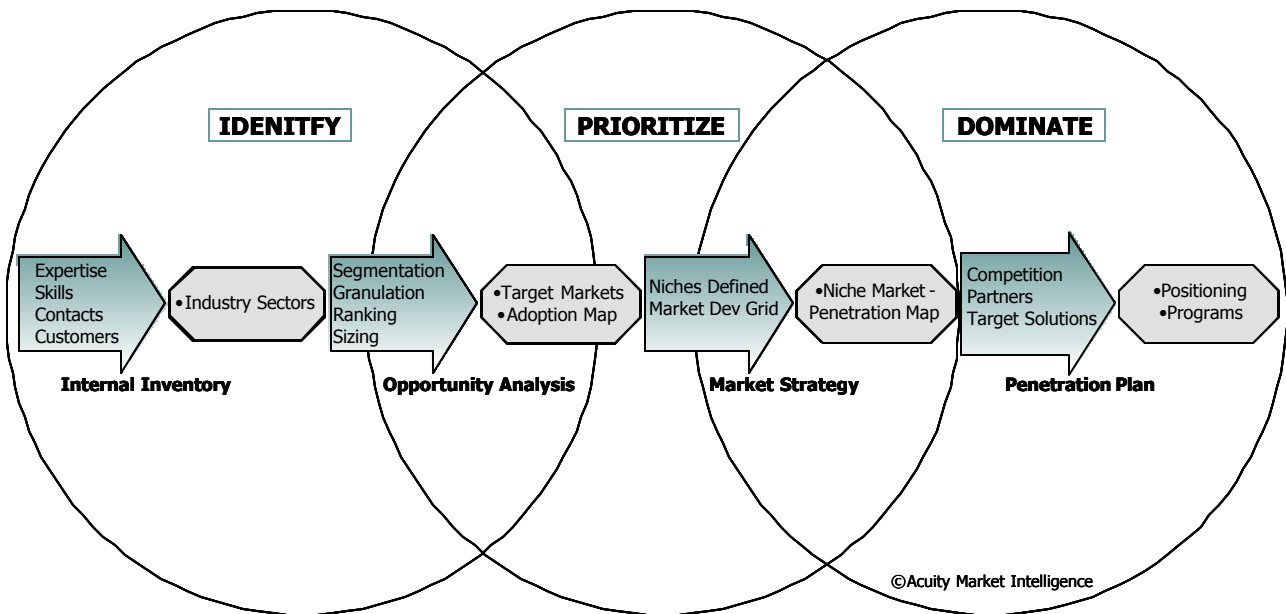 IDENITFY
PRIORITIZE
DOMINATE
Expertise
Skills
Contacts
Customers
•Industry Sectors
Segmentation
Granulation
Ranking
Sizing
•Target Markets
•Adoption Map
Niches Defined
Market Dev Grid
•Niche Market -
Penetration Map
Competition
Partners
Target Solutions
•Positioning
•Programs
Internal Inventory
Opportunity Analysis
Market Strategy
Penetration Plan
©Acuity Market Intelligence